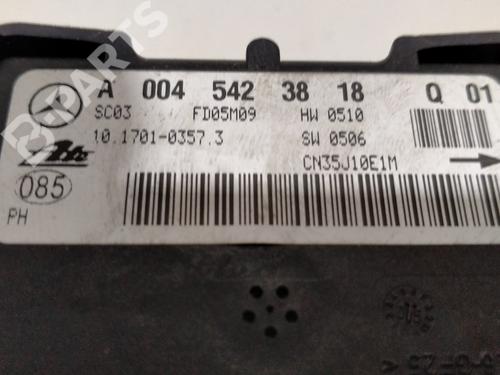 A 004 542 38 18 Q 01
SC03 FD05M09 HW 0510
10.1701-0357.3 SW 0506
CN35J10E1M
Ate
085
PH
B-PARTS